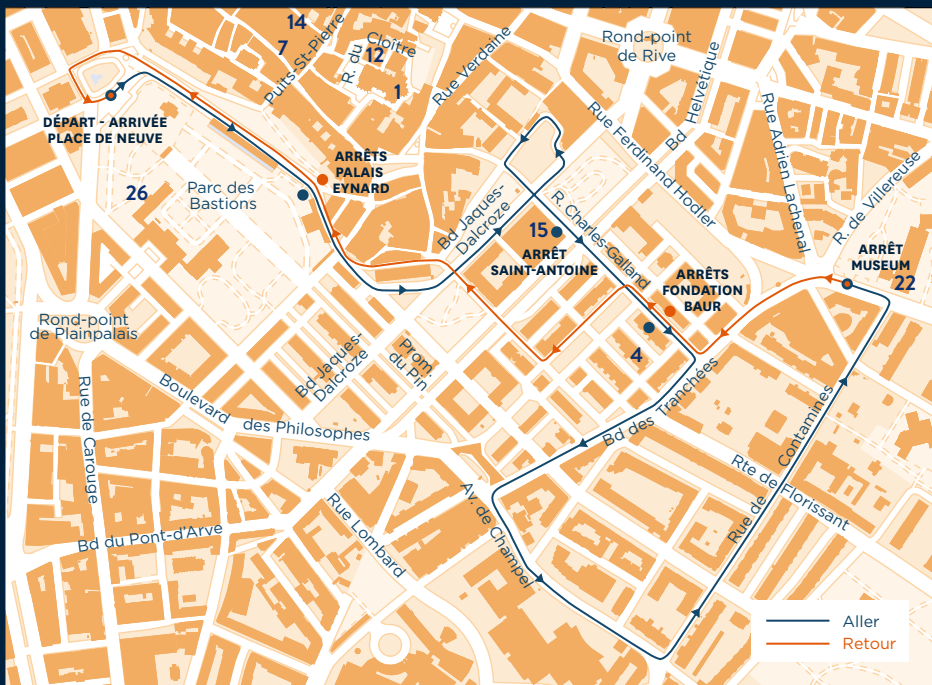 14
7
Puits-St-Pierre
R. du
Cloître
12
1
Rue Verdaine
Rond-point
de Rive
Bd Helvétique
Rue Ferdinand Hodler
Rue Adrien Lachenal
R. de Villereuse
DÉPART - ARRIVÉE
PLACE DE NEUVE
26
Parc des
Bastions
ARRÊTS
PALAIS
EYNARD
Bd Jaques-
Dalcroze
R. Charles-Galland
15
ARRÊT
SAINT-ANTOINE
ARRÊTS
FONDATION
BAUR
4
ARRÊT
MUSEUM
22
Rond-point
de Plainpalais
Rue de Carouge
Boulevard des Philosophes
Bd Jaques-
Dalcroze
Prom.
du Pin
Bd des Tranchées
Rue de Contamines
Rte de Florissant
Av. de Champel
Rue Lombard
Bd du Pont-d'Arve
Aller
Retour